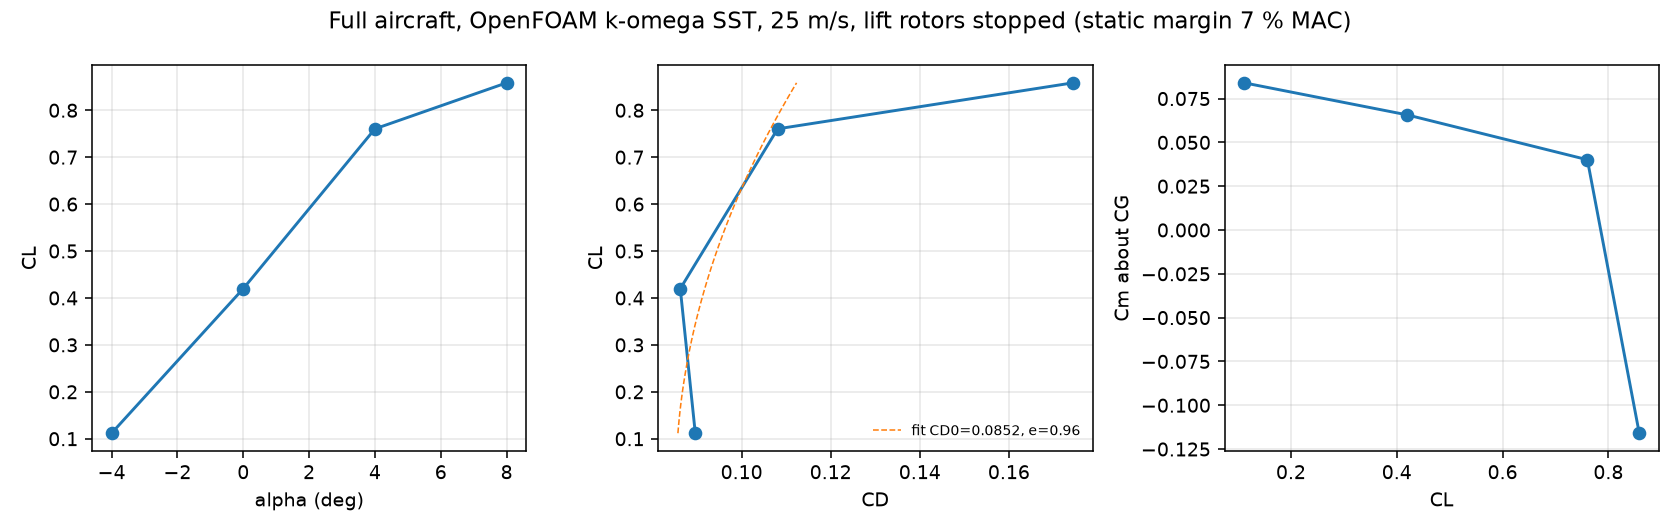 Full aircraft, OpenFOAM k-omega SST, 25 m/s, lift rotors stopped (static margin 7 % MAC)
CL
0.8
0.7
0.6
0.5
0.4
0.3
0.2
0.1
−4 −2 0 2 4 6 8
alpha (deg)
CL
0.8
0.7
0.6
0.5
0.4
0.3
0.2
0.1
fit CD0=0.0852, e=0.96
0.10 0.12 0.14 0.16
CD
Cm about CG
0.075
0.050
0.025
0.000
−0.025
−0.050
−0.075
−0.100
−0.125
0.2 0.4 0.6 0.8
CL